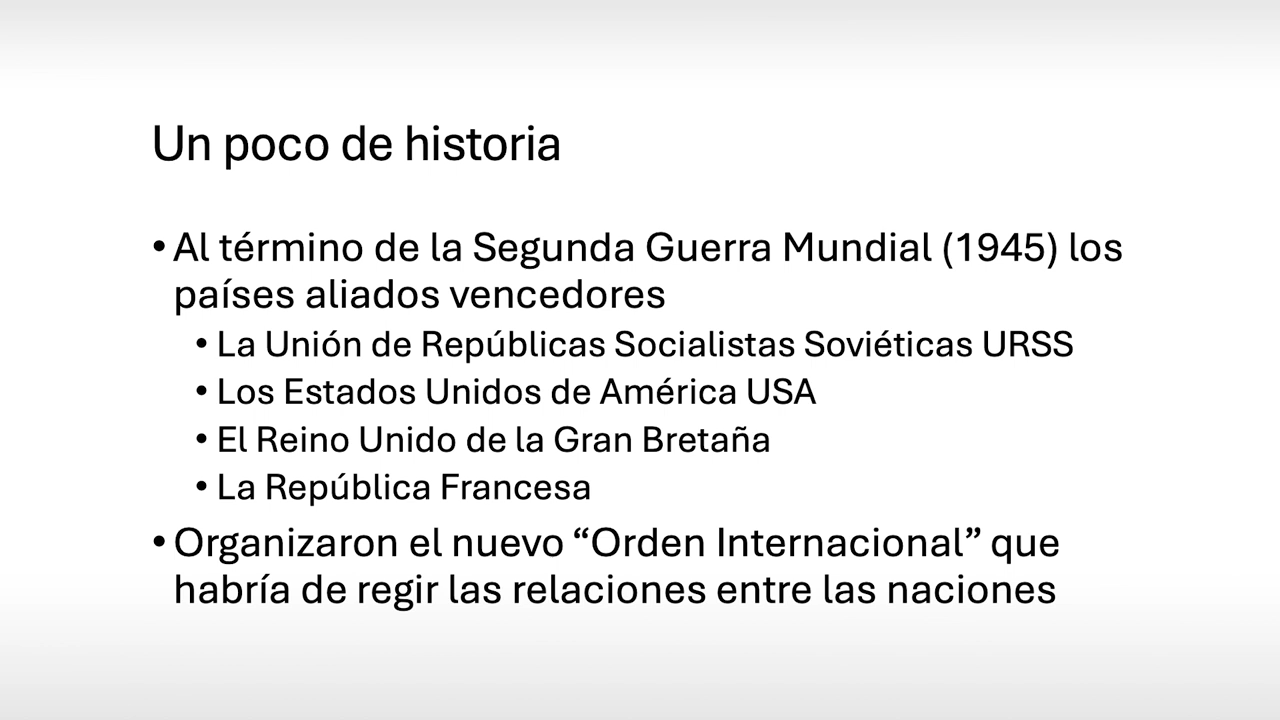 Un poco de historia
• Al término de la Segunda Guerra Mundial (1945) los
países aliados vencedores
• La Unión de Repúblicas Socialistas Soviéticas URSS
• Los Estados Unidos de América USA
• El Reino Unido de la Gran Bretaña
• La República Francesa
• Organizaron el nuevo “Orden Internacional” que
habría de regir las relaciones entre las naciones